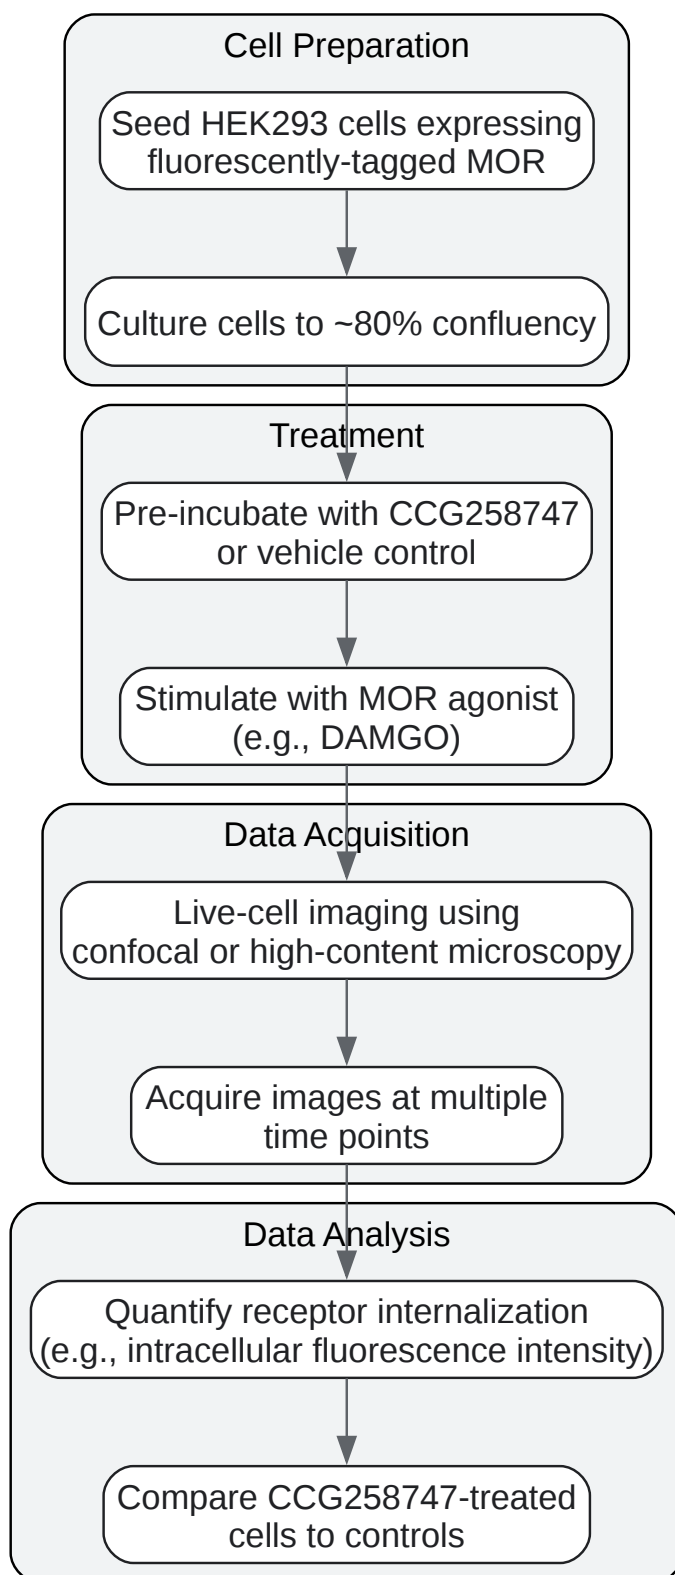 Cell Preparation
Seed HEK293 cells expressing
fluorescently-tagged MOR
Culture cells to ~80% confluency
Treatment
Pre-incubate with CCG258747
or vehicle control
Stimulate with MOR agonist
(e.g., DAMGO)
Data Acquisition
Live-cell imaging using
confocal or high-content microscopy
Acquire images at multiple
time points
Data Analysis
Quantify receptor internalization
(e.g., intracellular fluorescence intensity)
Compare CCG258747-treated
cells to controls